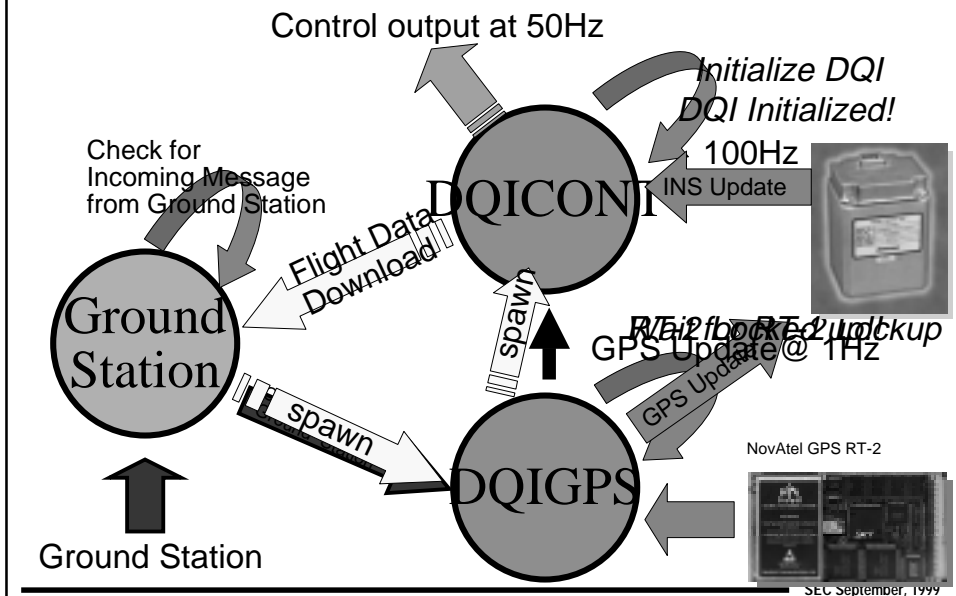 Control output at 50Hz
Initialize DQI
DQI Initialized!
100Hz
INS Update
Check for
Incoming Message
from Ground Station
DQICONT
Flight Data
Download
spawn
Ground
Station
GPS Update @ 1Hz
GPS Update
spawn
NovAtel GPS RT-2
DQIGPS
Ground Station
SEC September, 1999